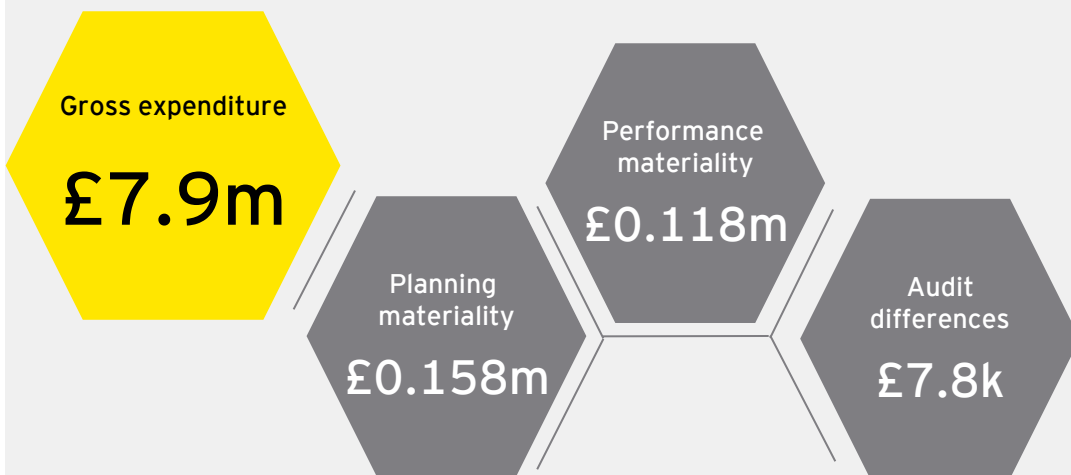 Gross expenditure
£7.9m
Planning
materiality
£0.158m
Performance
materiality
£0.118m
Audit
differences
£7.8k